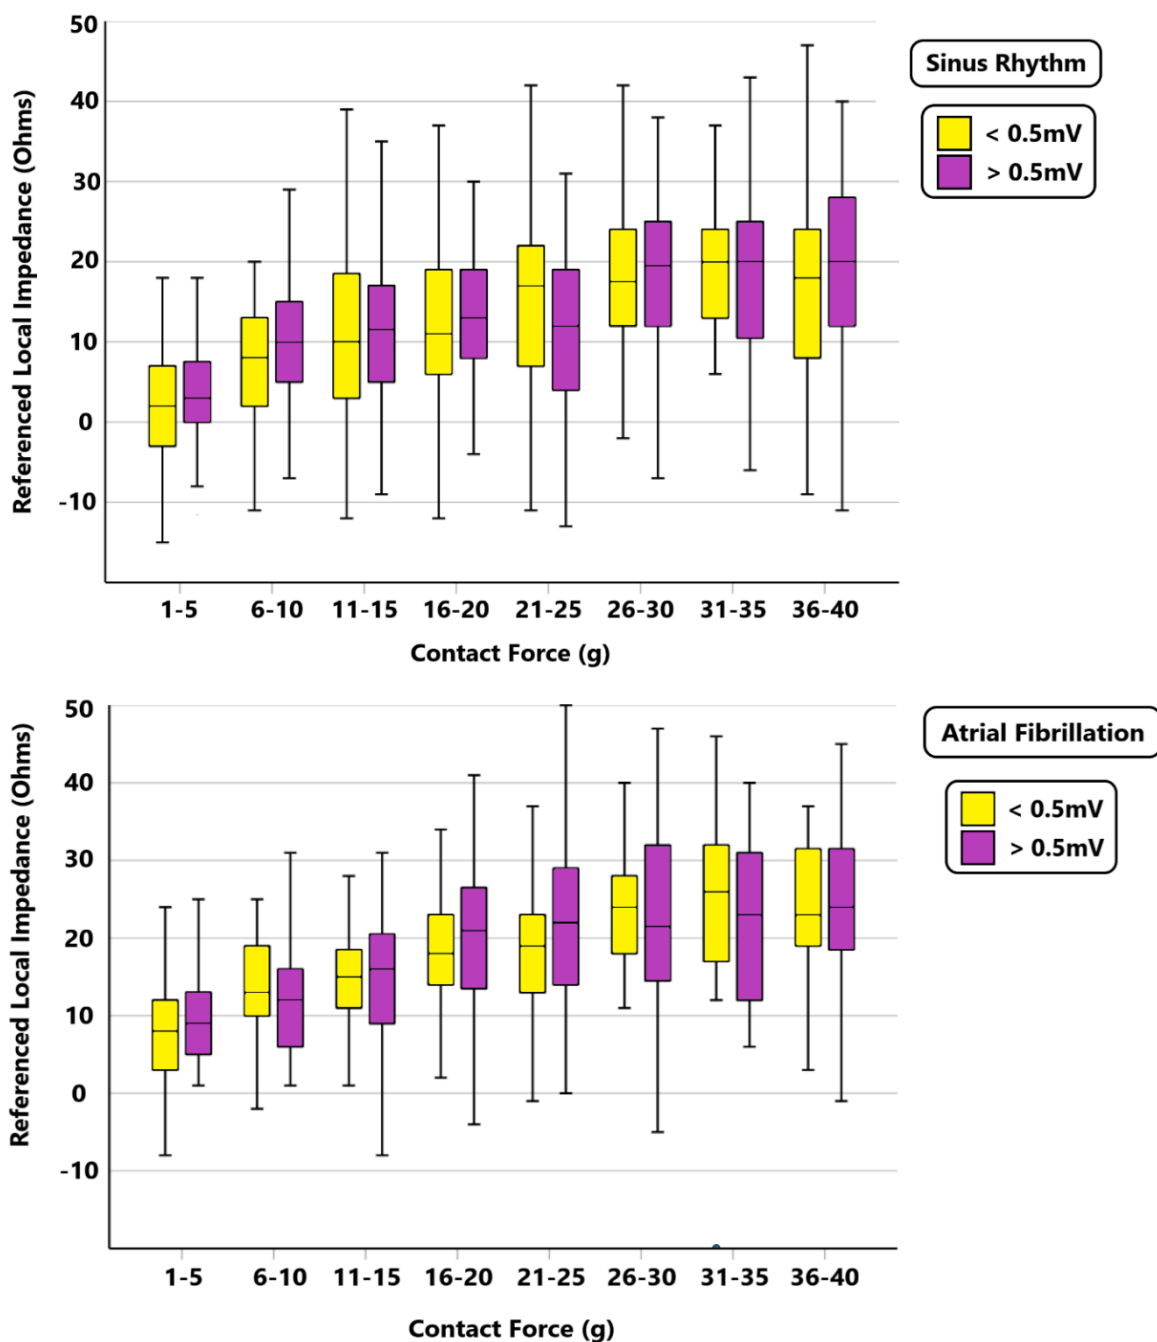 Referenced Local Impedance (Ohms)
50
40
30
20
10
0
-10
1-5 6-10 11-15 16-20 21-25 26-30 31-35 36-40
Contact Force (g)
Sinus Rhythm
< 0.5mV
> 0.5mV
Referenced Local Impedance (Ohms)
50
40
30
20
10
0
-10
1-5 6-10 11-15 16-20 21-25 26-30 31-35 36-40
Contact Force (g)
Atrial Fibrillation
< 0.5mV
> 0.5mV